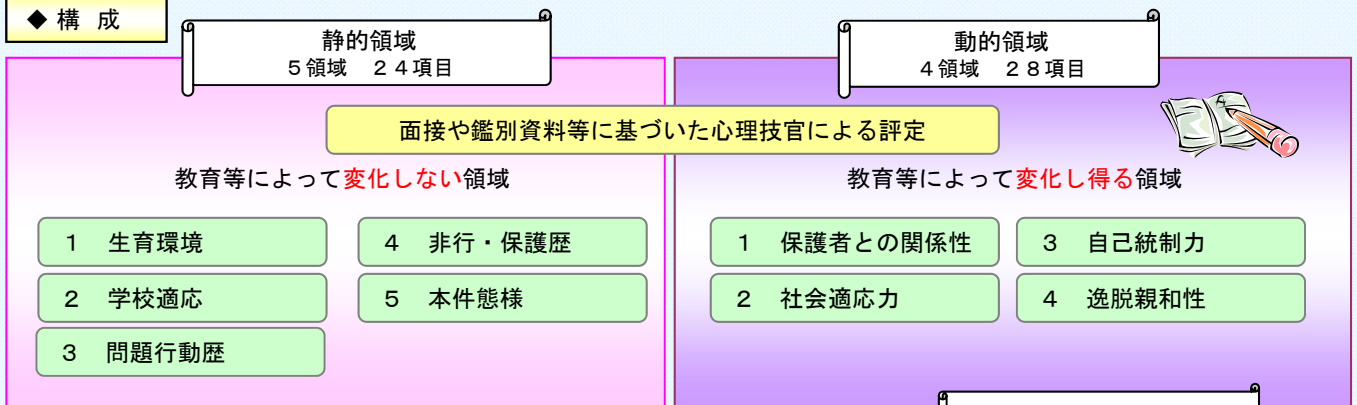 ◆ 構 成
静的領域
５領域　２４項目
動的領域
４領域　２８項目
面接や鑑別資料等に基づいた心理技官による評定
教育等によって変化しない領域
教育等によって変化し得る領域
１　生育環境
４　非行・保護歴
２　学校適応
５　本件態様
３　問題行動歴
１　保護者との関係性
３　自己統制力
２　社会適応力
４　逸脱親和性